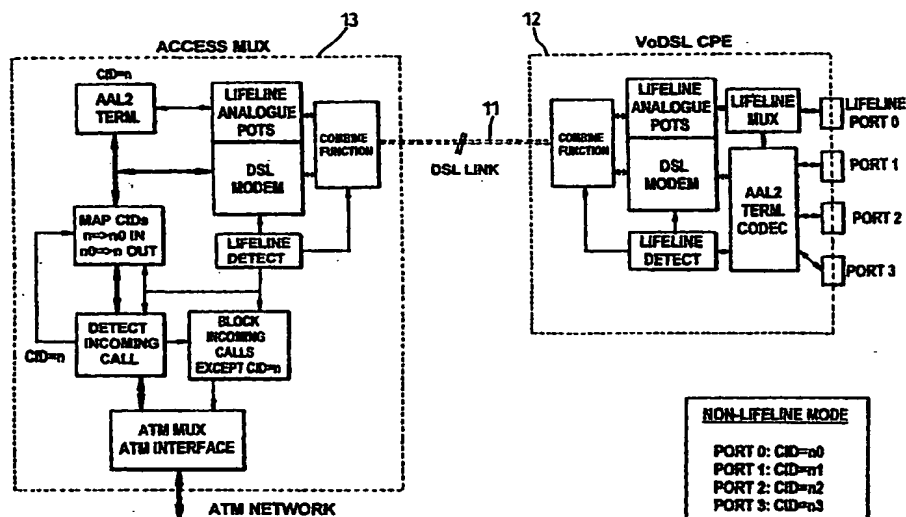 13
ACCESS MUX
CID=n
AAL2
TERM.
LIFELINE
ANALOGUE
POTS
COMBINE
FUNCTION
DSL
MODEM
MAP CIDs
n=>n0 IN
n0=>n OUT
LIFELINE
DETECT
DETECT
INCOMING
CALL
CID=n
BLOCK
INCOMING
CALLS
EXCEPT CID=n
ATM MUX
ATM INTERFACE
ATM NETWORK
11
DSL LINK
12
VoDSL CPE
COMBINE
FUNCTION
LIFELINE
ANALOGUE
POTS
DSL
MODEM
LIFELINE
DETECT
LIFELINE
MUX
AAL2
TERM.
CODEC
LIFELINE
PORT 0
PORT 1
PORT 2
PORT 3
NON-LIFELINE MODE
PORT 0: CID=n0
PORT 1: CID=n1
PORT 2: CID=n2
PORT 3: CID=n3